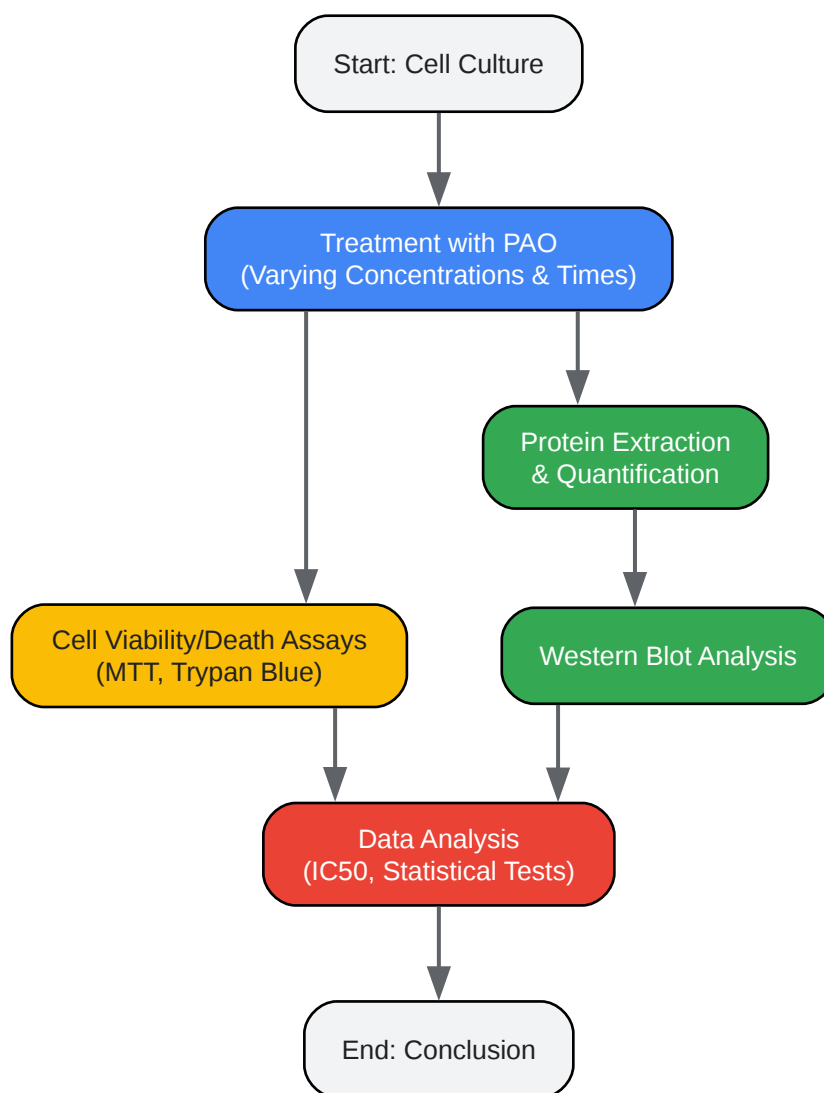 Start: Cell Culture
Treatment with PAO
(Varying Concentrations & Times)
Protein Extraction
& Quantification
Cell Viability/Death Assays
(MTT, Trypan Blue)
Western Blot Analysis
Data Analysis
(IC50, Statistical Tests)
End: Conclusion